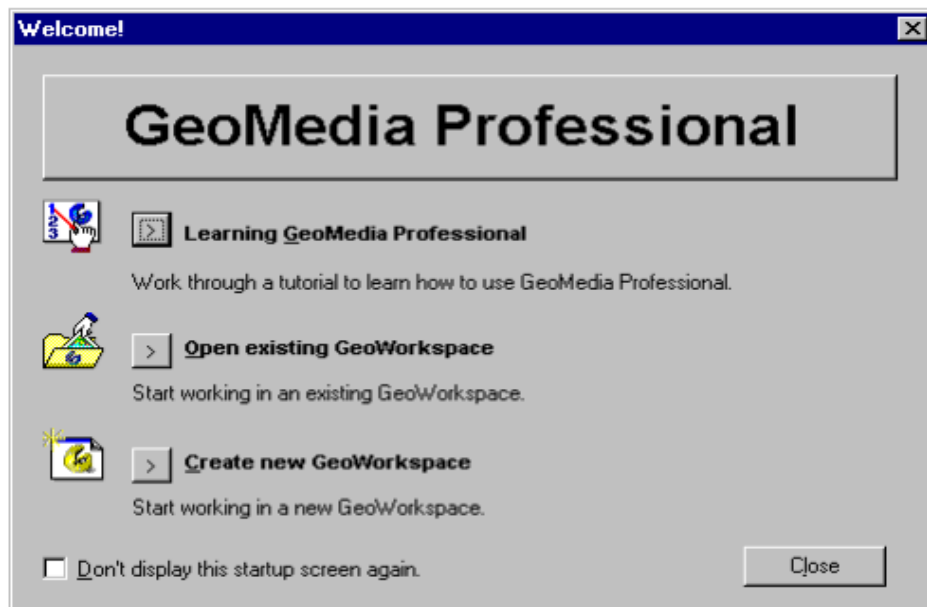 Welcome!
GeoMedia Professional
Learning GeoMedia Professional
Work through a tutorial to learn how to use GeoMedia Professional.
Open existing GeoWorkspace
Start working in an existing GeoWorkspace.
Create new GeoWorkspace
Start working in a new GeoWorkspace.
Don't display this startup screen again.
Close